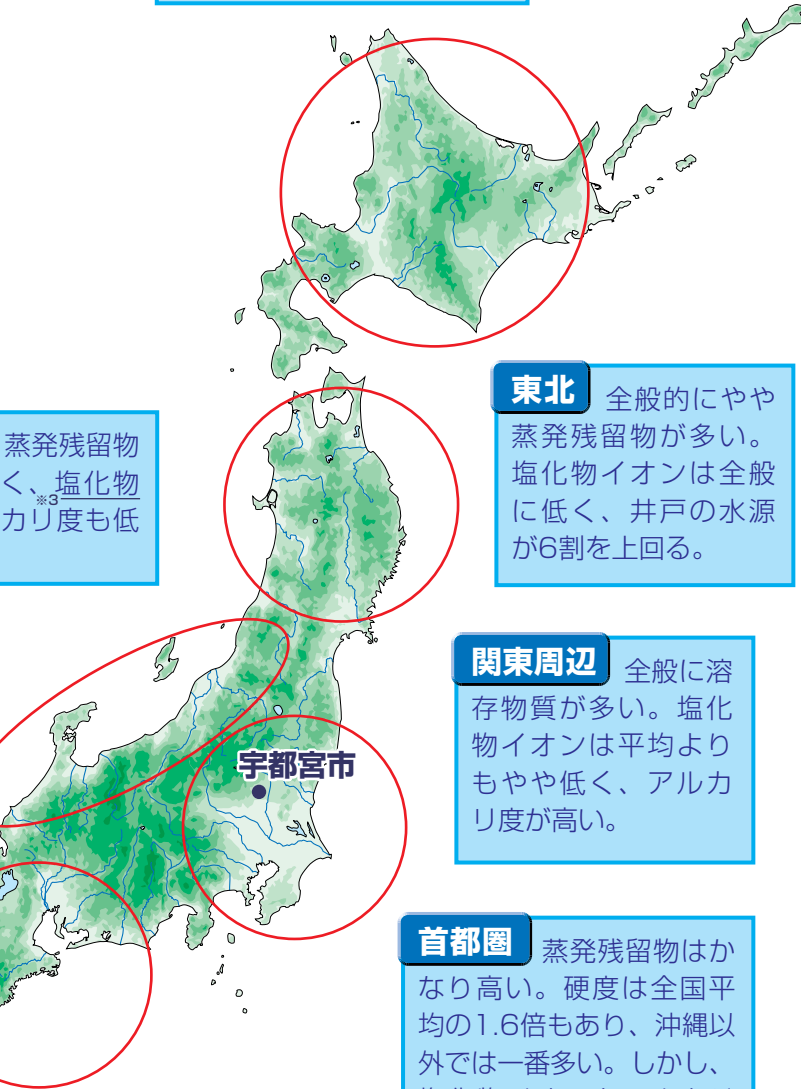 東北 全般的にやや
蒸発残留物が多い。
塩化物イオンは全般
に低く、井戸の水源
が6割を上回る。
蒸発残留物
く、塩化物
※3
カリ度も低
関東周辺 全般に溶
存物質が多い。塩化
物イオンは平均より
もやや低く、アルカ
リ度が高い。
宇都宮市
首都圏 蒸発残留物はか
なり高い。硬度は全国平
均の1.6倍もあり、沖縄以
外では一番多い。しかし、